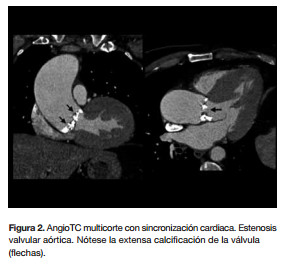 Figura 2. AngioTC multicorte con sincronización cardiaca. Estenosis
valvular aórtica. Nótese la extensa calcificación de la válvula
(flechas).